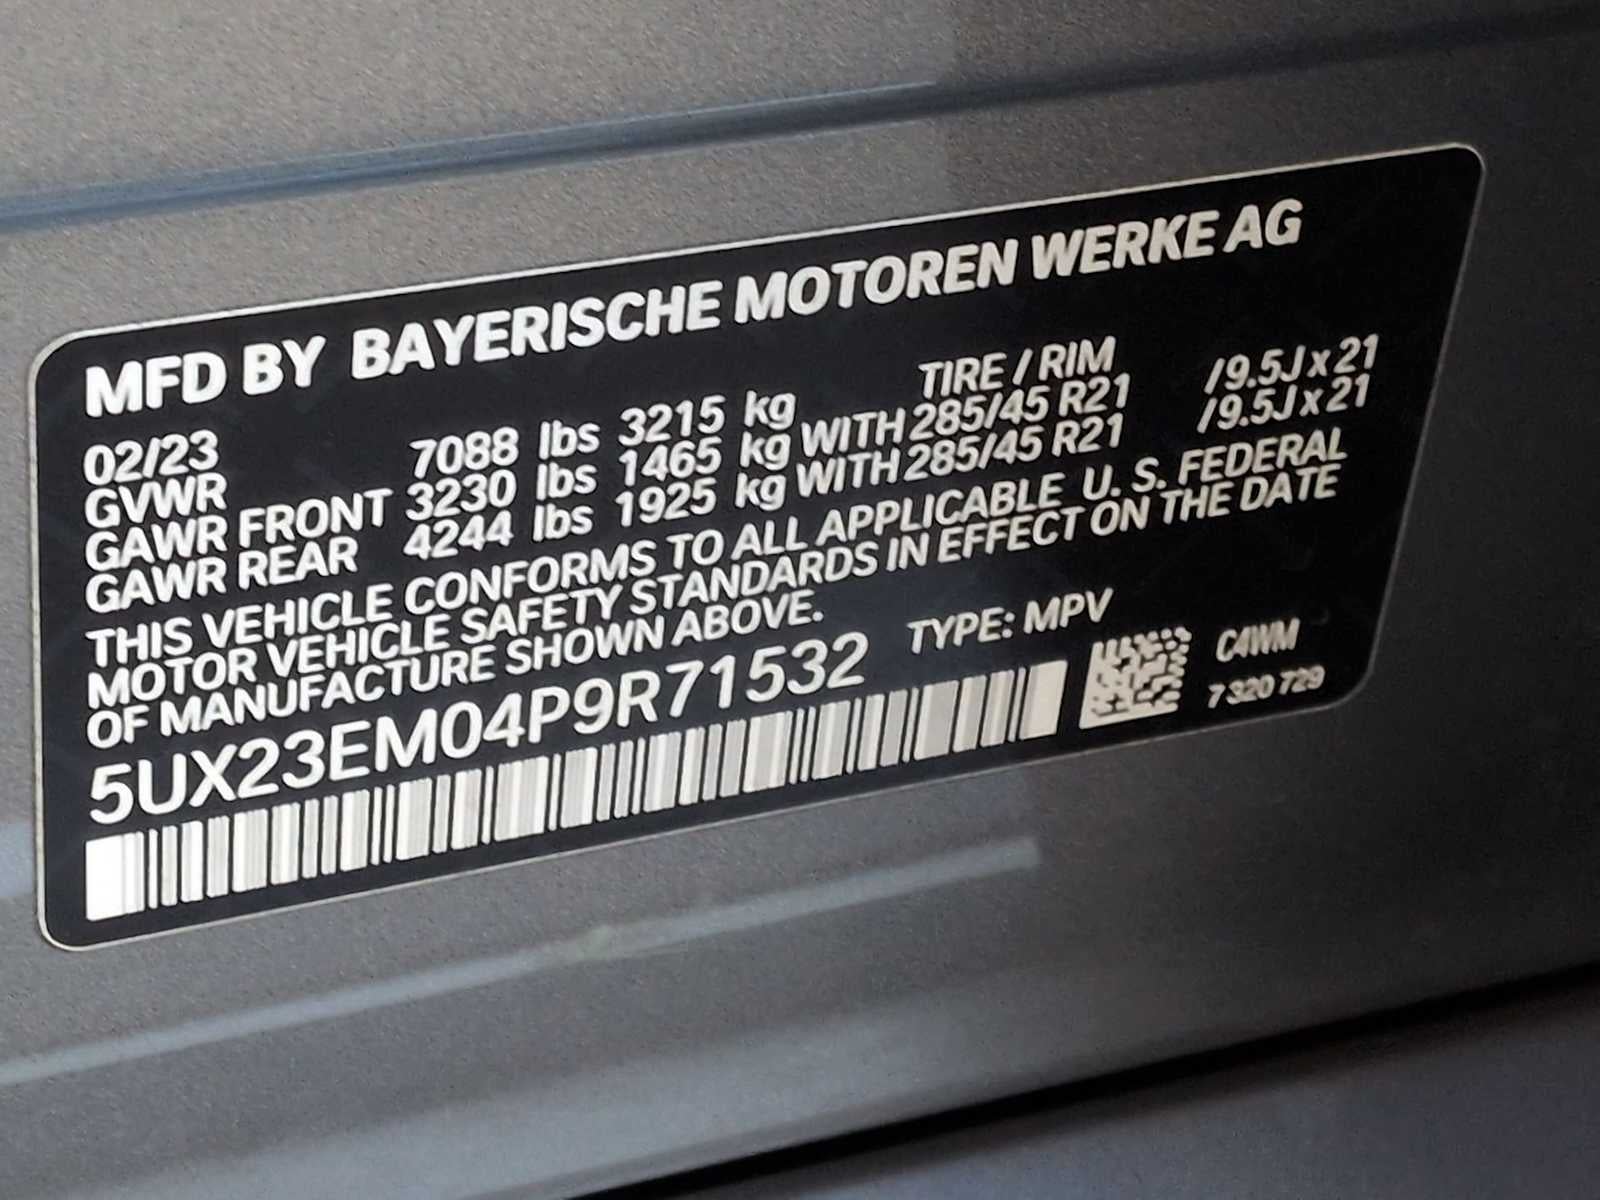 MFD BY BAYERISCHE MOTOREN WERKE AG
02/23 TIRE / RIM
GVWR 7088 lbs 3215 kg
GAWR FRONT 3230 lbs 1465 kg WITH 285/45 R21 /9.5J x 21
GAWR REAR 4244 lbs 1925 kg WITH 285/45 R21 /9.5J x 21
THIS VEHICLE CONFORMS TO ALL APPLICABLE U. S. FEDERAL
MOTOR VEHICLE SAFETY STANDARDS IN EFFECT ON THE DATE
OF MANUFACTURE SHOWN ABOVE.
5UX23EM04P9R71532 TYPE: MPV
C4WM
7 320 729